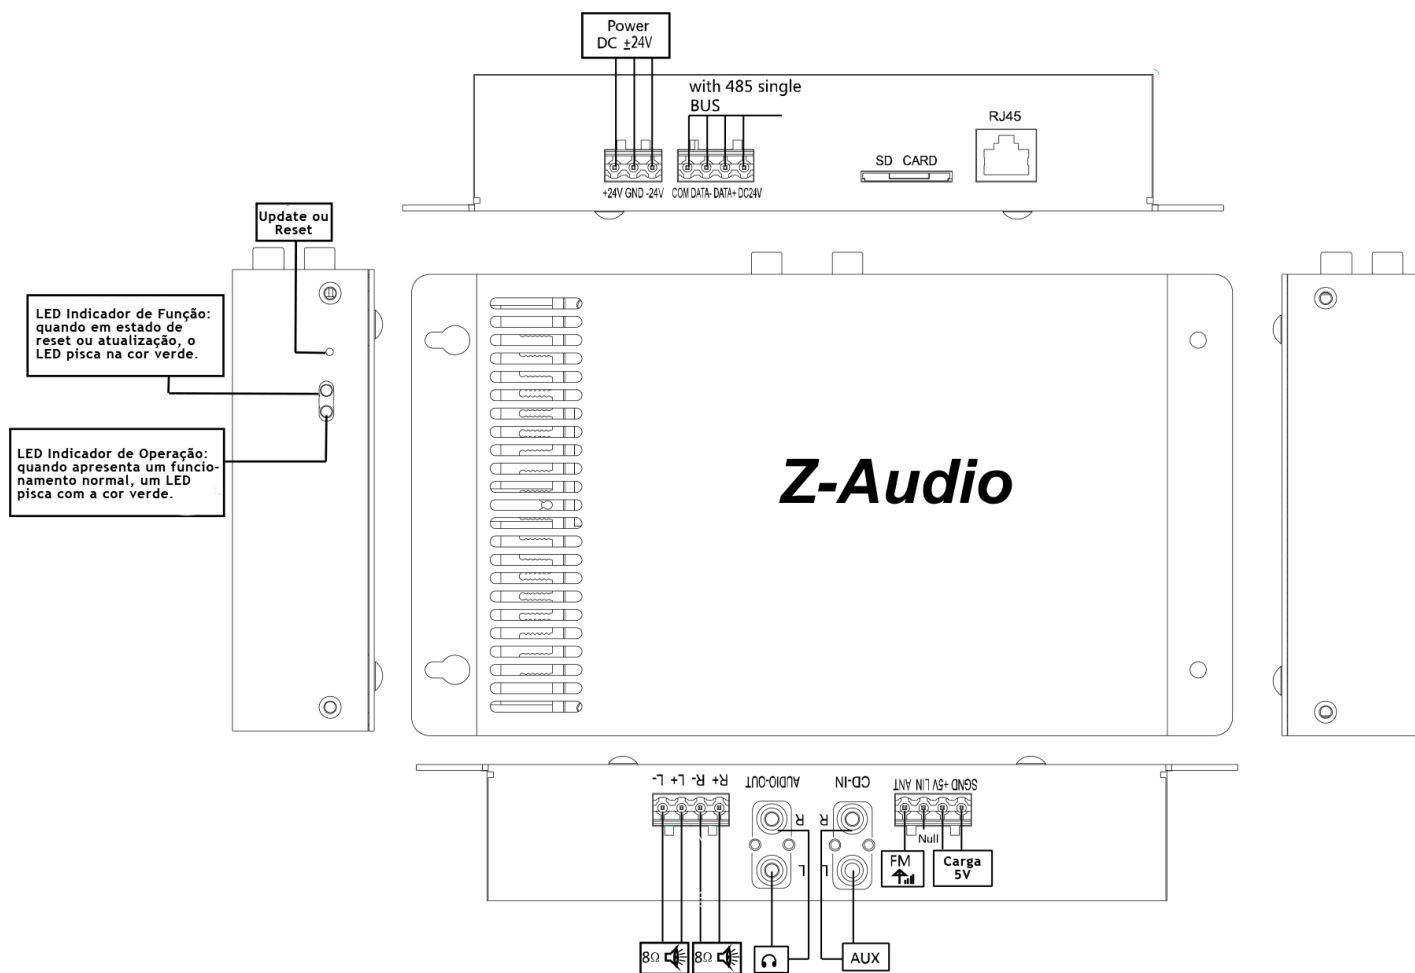 Power
DC ±24V
with 485 single
BUS
RJ45
SD CARD
+24V GND -24V
COM DATA- DATA+ DC24V
Update ou
Reset
LED Indicador de Função:
quando em estado de
reset ou atualização, o
LED pisca na cor verde.
LED Indicador de Operação:
quando apresenta um funcio-
namento normal, um LED
pisca com a cor verde.
Z-Audio
L- L+ R- R+
AUDIO-OUT
CD-IN
ANT LIN +5V SGND
R
R
L
L
Null
FM
Carga
5V
8Ω
8Ω
AUX